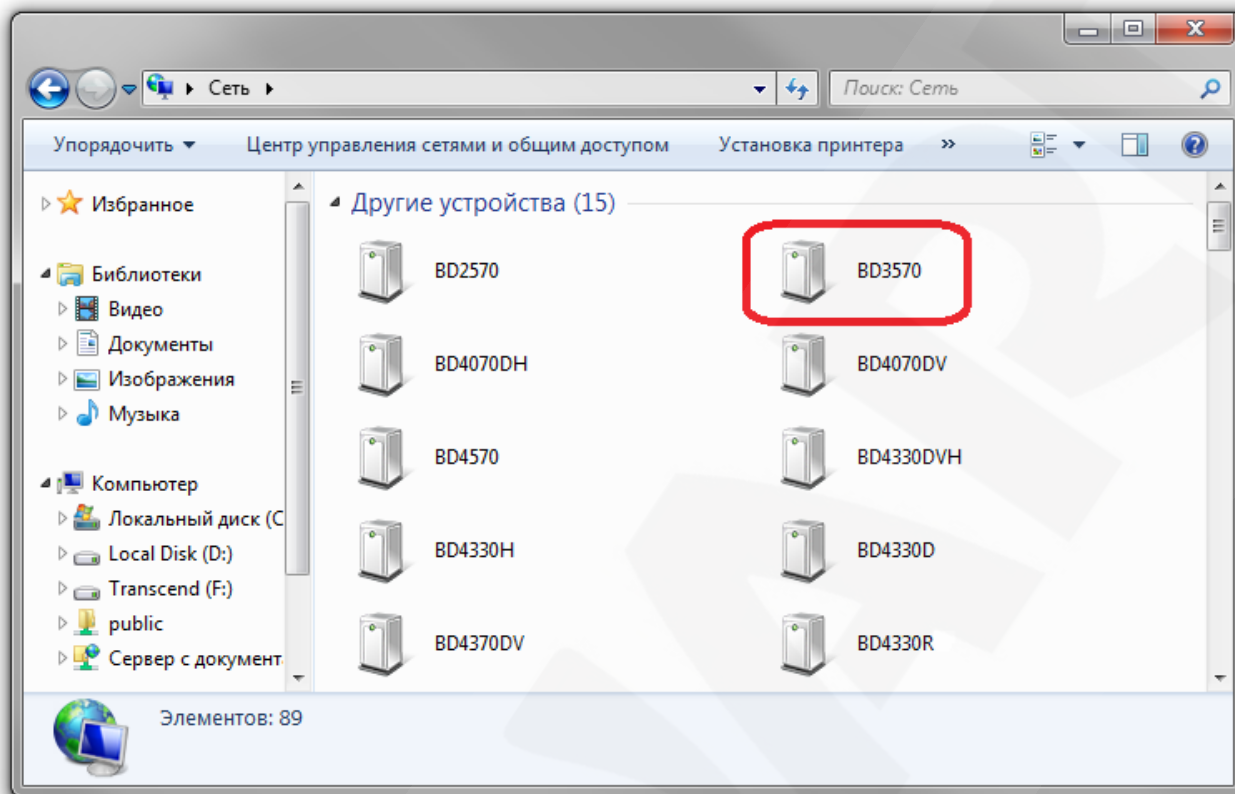 Сеть
Поиск: Сеть
Упорядочить
Центр управления сетями и общим доступом
Установка принтера
»
Избранное
Библиотеки
Видео
Документы
Изображения
Музыка
Компьютер
Локальный диск (C
Local Disk (D:)
Transcend (F:)
public
Сервер с документ
Другие устройства (15)
BD2570
BD3570
BD4070DH
BD4070DV
BD4570
BD4330DVH
BD4330H
BD4330D
BD4370DV
BD4330R
Элементов: 89